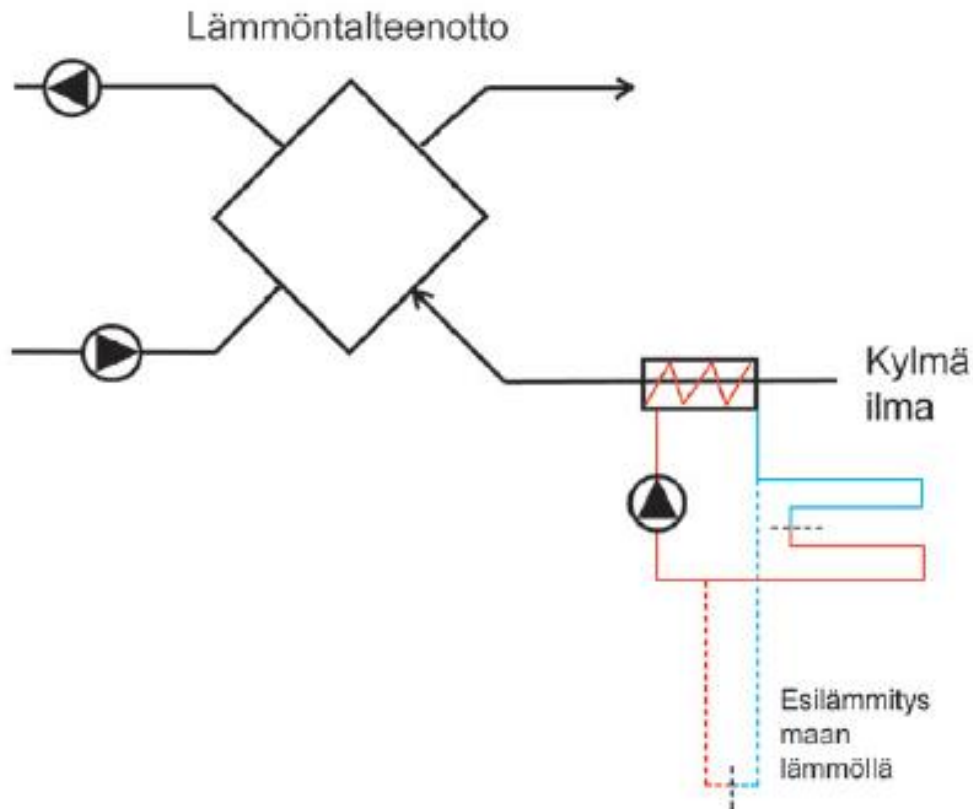 Lämmöntalteenotto
Kylmä
ilma
Esilämmitys
maan
lämmöllä